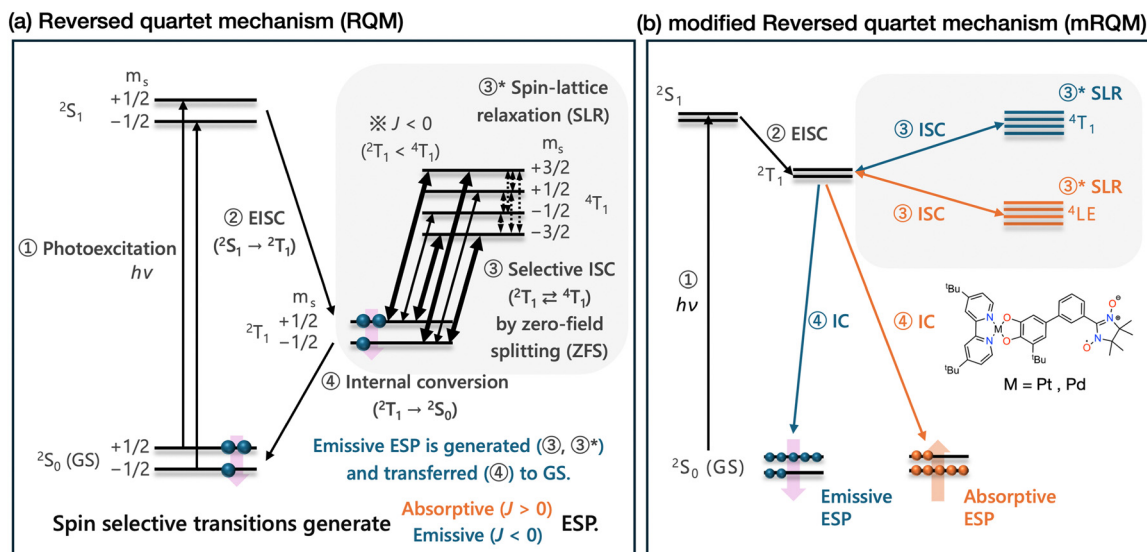 (a) Reversed quartet mechanism (RQM)
mₛ
+1/2
²S₁
−1/2
① Photoexcitation
hν
② EISC
(²S₁ → ²T₁)
③* Spin-lattice
relaxation (SLR)
※ J < 0
(²T₁ < ⁴T₁)
mₛ
+3/2
+1/2
−1/2
−3/2
⁴T₁
③ Selective ISC
(²T₁ ⇄ ⁴T₁)
by zero-field
splitting (ZFS)
mₛ
²T₁
+1/2
−1/2
④ Internal conversion
(²T₁ → ²S₀)
²S₀ (GS)
+1/2
−1/2
Emissive ESP is generated (③, ③*)
and transferred (④) to GS.
Spin selective transitions generate
Absorptive (J > 0)
Emissive (J < 0)
ESP.
(b) modified Reversed quartet mechanism (mRQM)
²S₁
② EISC
²T₁
③ ISC
③* SLR
⁴T₁
③ ISC
③* SLR
⁴LE
①
hν
④ IC
④ IC
ᵗBu
ᵗBu
M
N
N
O
O
ᵗBu
N
O
⊖
⊕
N
O
M = Pt , Pd
²S₀ (GS)
Emissive
ESP
Absorptive
ESP